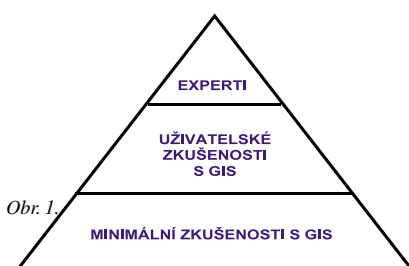 EXPERTI
UŽIVATELSKÉ
ZKUŠENOSTI
S GIS
Obr. 1.
MINIMÁLNÍ ZKUŠENOSTI S GIS